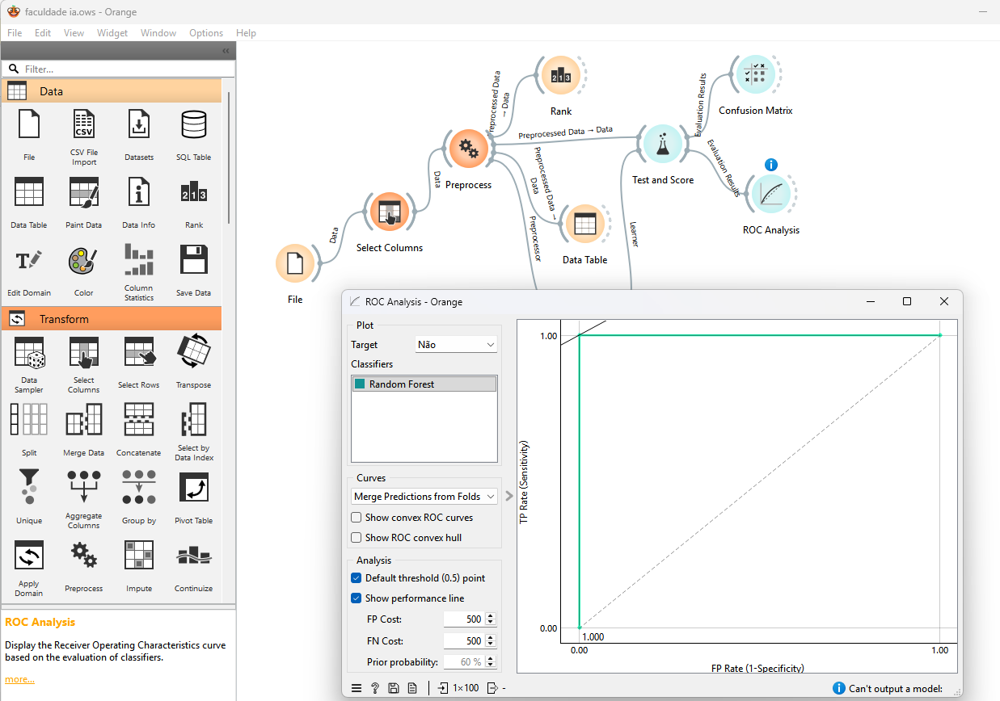 faculdade ia.ows - Orange
File Edit View Widget Window Options Help
Filter...
Data
File
CSV File Import
Datasets
SQL Table
Data Table
Paint Data
Data Info
Rank
Edit Domain
Color
Column Statistics
Save Data
Transform
Data Sampler
Select Columns
Select Rows
Transpose
Split
Merge Data
Concatenate
Select by Data Index
Unique
Aggregate Columns
Group by
Pivot Table
Apply Domain
Preprocess
Impute
Continuize
ROC Analysis
Display the Receiver Operating Characteristics curve
based on the evaluation of classifiers.
more...
File
Data
Select Columns
Data
Preprocess
reprocessed Data
→ Data
Rank
Preprocessed Data → Data
Preprocessed Data →
Data
Data Table
Preprocessor
Learner
Test and Score
Evaluation Results
Confusion Matrix
Evaluation Results
ROC Analysis
ROC Analysis - Orange
Plot
Target Não
Classifiers
Random Forest
Curves
Merge Predictions from Folds
Show convex ROC curves
Show ROC convex hull
Analysis
Default threshold (0.5) point
Show performance line
FP Cost: 500
FN Cost: 500
Prior probability: 60 %
1×100 -
TP Rate (Sensitivity)
1.00
0.00
1.000
0.00 1.00
FP Rate (1-Specificity)
Can't output a model: